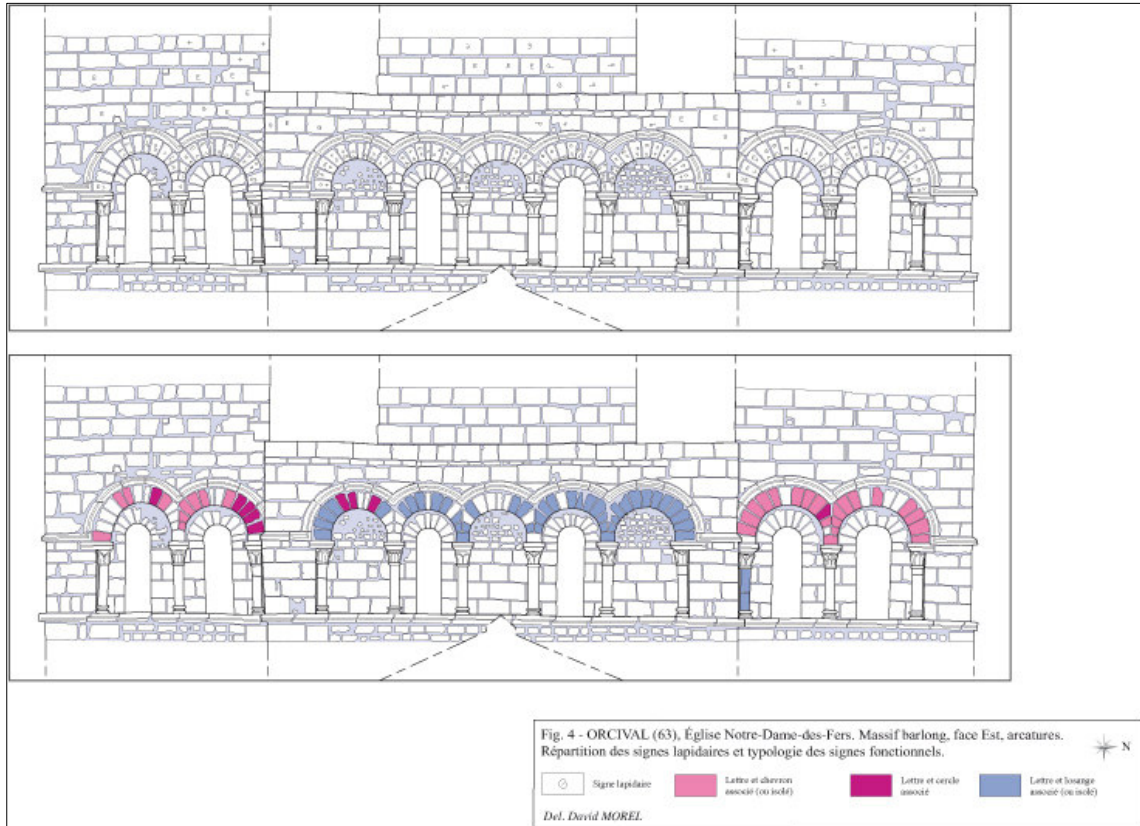 Fig. 4 - ORCIVAL (63), Église Notre-Dame-des-Fers. Massif barlong, face Est, arcatures.
Répartition des signes lapidaires et typologie des signes fonctionnels.
N
Signe lapidaire
Lettre et chevron
associé (ou isolé)
Lettre et cercle
associé
Lettre et losange
associé (ou isolé)
Del. David MOREL